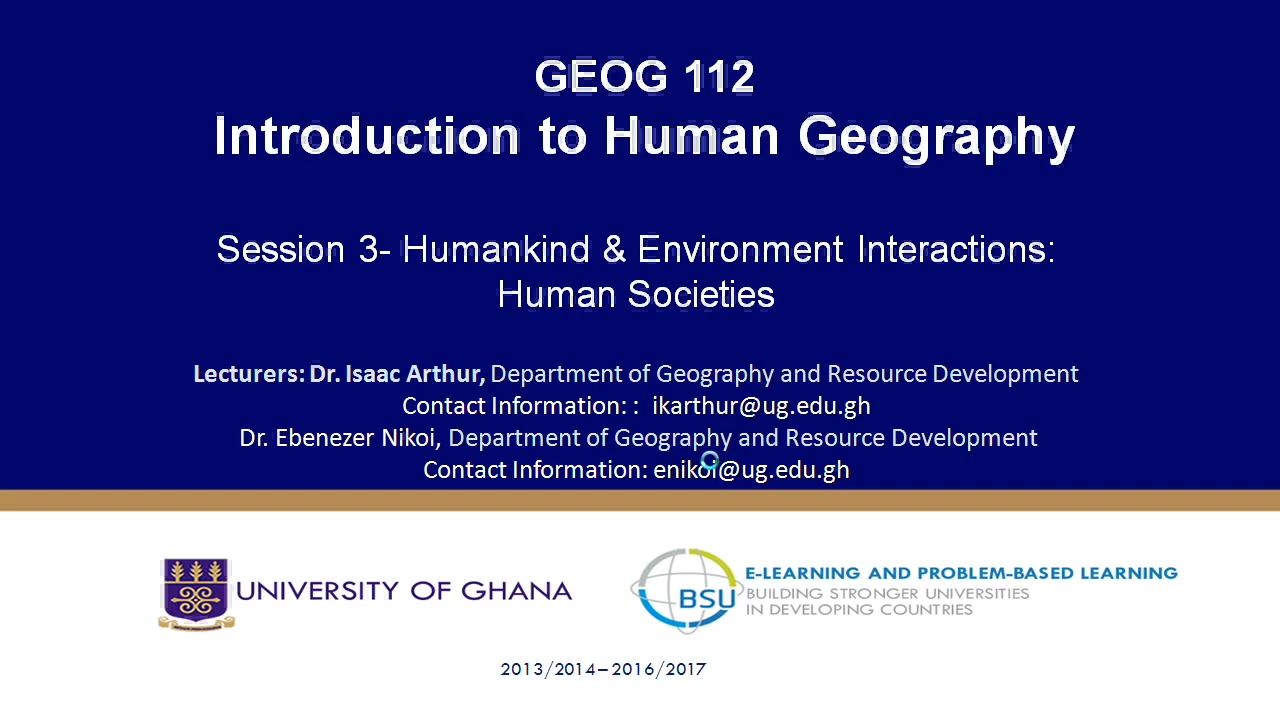 GEOG 112
Introduction to Human Geography
Session 3- Humankind & Environment Interactions:
Human Societies
Lecturers: Dr. Isaac Arthur, Department of Geography and Resource Development
Contact Information: : ikarthur@ug.edu.gh
Dr. Ebenezer Nikoi, Department of Geography and Resource Development
Contact Information: enikoi@ug.edu.gh
UNIVERSITY OF GHANA
BSU
E-LEARNING AND PROBLEM-BASED LEARNING
BUILDING STRONGER UNIVERSITIES
IN DEVELOPING COUNTRIES
2013/2014 – 2016/2017